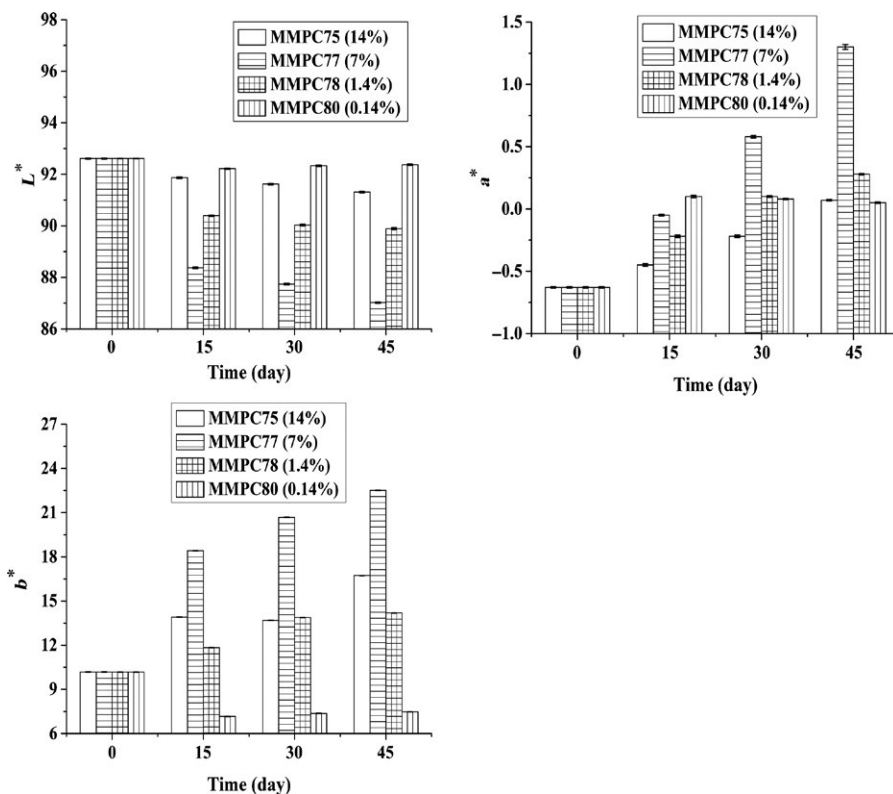 98
96
94
92
90
88
86
L*
MMPC75 (14%)
MMPC77 (7%)
MMPC78 (1.4%)
MMPC80 (0.14%)
0 15 30 45
Time (day)
1.5
1.0
0.5
0.0
−0.5
−1.0
a*
MMPC75 (14%)
MMPC77 (7%)
MMPC78 (1.4%)
MMPC80 (0.14%)
0 15 30 45
Time (day)
27
24
21
18
15
12
9
6
b*
MMPC75 (14%)
MMPC77 (7%)
MMPC78 (1.4%)
MMPC80 (0.14%)
0 15 30 45
Time (day)